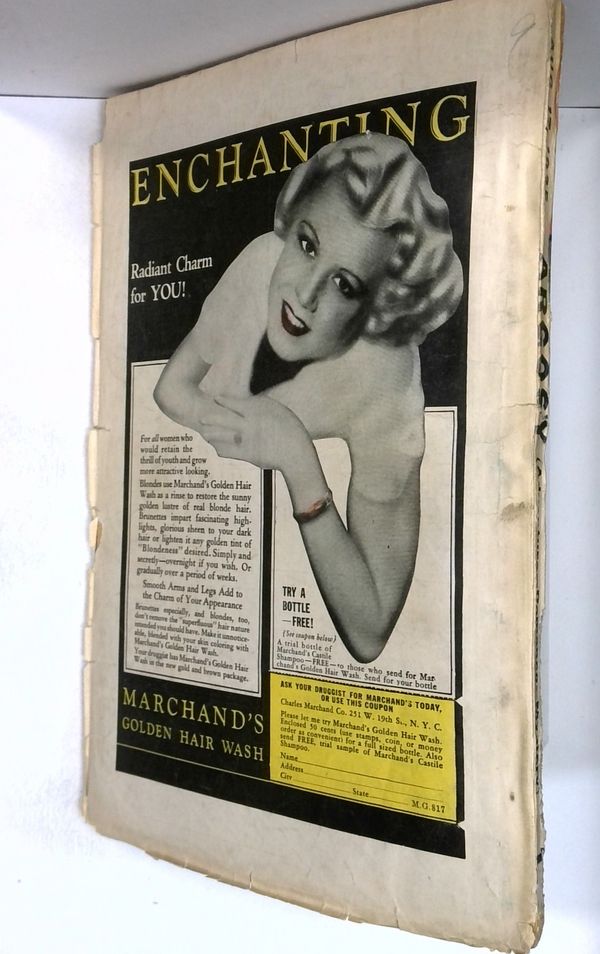 9
ENCHANTING
Radiant Charm
for YOU!
For all women who
would retain the
thrill of youth and grow
more attractive looking.
Blondes use Marchand's Golden Hair
Wash as a rinse to restore the sunny
golden lustre of real blonde hair.
Brunettes impart fascinating high-
lights, glorious sheen to your dark
hair or lighten it any golden tint of
"Blondeness" desired. Simply and
secretly—overnight if you wish. Or
gradually over a period of weeks.
Smooth Arms and Legs Add to
the Charm of Your Appearance
Brunettes especially, and blondes, too,
don't remove the "superfluous" hair nature
intended you should have. Make it unnotice-
able, blended with your skin coloring with
Marchand's Golden Hair Wash.
Your druggist has Marchand's Golden Hair
Wash in the new gold and brown package.
TRY A
BOTTLE
—FREE!
(See coupon below)
A trial bottle of
Marchand's Castile
Shampoo—FREE—to those who send for Mar-
chand's Golden Hair Wash. Send for your bottle
MARCHAND'S
GOLDEN HAIR WASH
ASK YOUR DRUGGIST FOR MARCHAND'S TODAY,
OR USE THIS COUPON
Charles Marchand Co. 251 W. 19th St., N. Y. C.
Please let me try Marchand's Golden Hair Wash.
Enclosed 50 cents (use stamps, coin, or money
order as convenient) for a full sized bottle. Also
send FREE, trial sample of Marchand's Castile
Shampoo.
Name
Address
City State M.G.817
ARGOSY